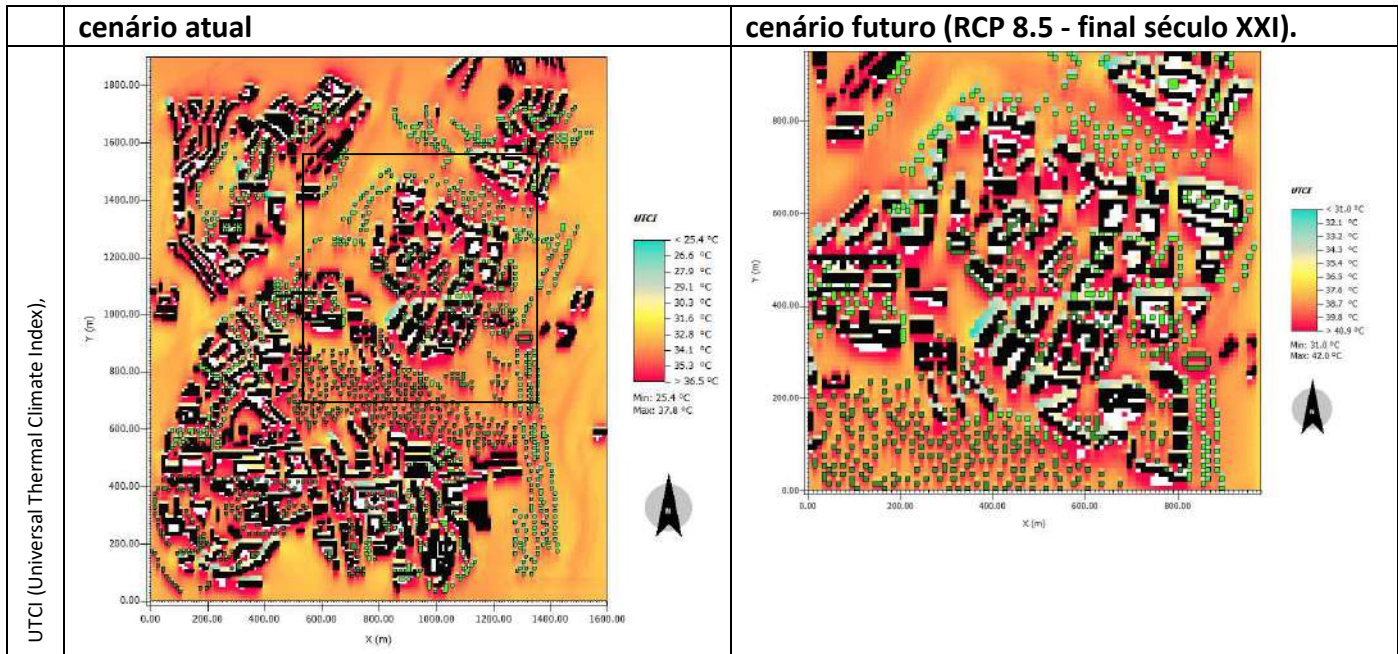 cenário atual
cenário futuro (RCP 8.5 - final século XXI).
UTCI (Universal Thermal Climate Index),
1800.00
1600.00
1400.00
1200.00
1000.00
800.00
600.00
400.00
200.00
0.00
Y (m)
0.00 200.00 400.00 600.00 800.00 1000.00 1200.00 1400.00 1600.00
X (m)
UTCI
< 25.4 °C
26.6 °C
27.9 °C
29.1 °C
30.3 °C
31.6 °C
32.8 °C
34.1 °C
35.3 °C
> 36.5 °C
Min: 25.4 °C
Max: 37.8 °C
N
800.00
600.00
400.00
200.00
0.00
Y (m)
0.00 200.00 400.00 600.00 800.00
X (m)
UTCI
< 31.0 °C
32.1 °C
33.2 °C
34.3 °C
35.4 °C
36.5 °C
37.6 °C
38.7 °C
39.8 °C
> 40.9 °C
Min: 31.0 °C
Max: 42.0 °C
N